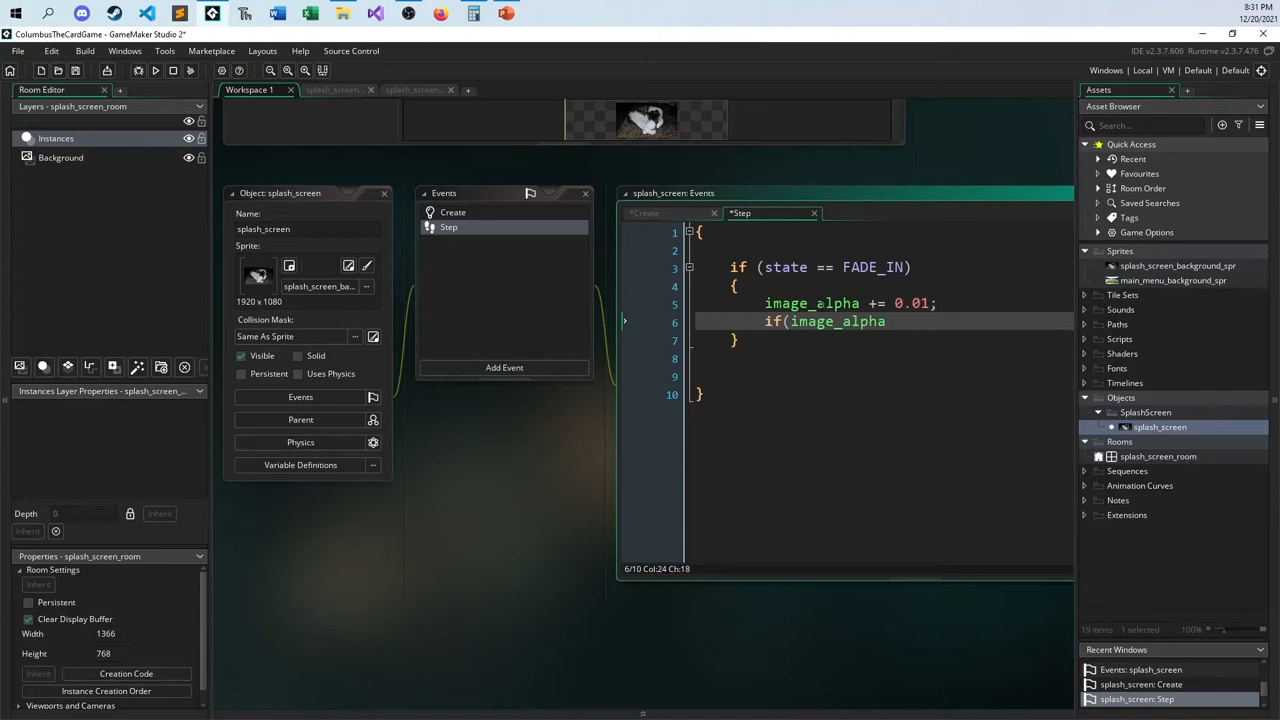 8:31 PM
12/20/2021
ColumbusTheCardGame - GameMaker Studio 2*
File Edit Build Windows Tools Marketplace Layouts Help Source Control
IDE v2.3.7.606 Runtime v2.3.7.476
Windows | Local | VM | Default | Default
Room Editor
Workspace 1
splash_screen...
splash_screen...
Assets
Layers - splash_screen_room
Asset Browser
Search...
Instances
Background
Quick Access
Recent
Favourites
Room Order
Saved Searches
Tags
Game Options
Sprites
splash_screen_background_spr
main_menu_background_spr
Tile Sets
Sounds
Paths
Scripts
Shaders
Fonts
Timelines
Objects
SplashScreen
splash_screen
Rooms
splash_screen_room
Sequences
Animation Curves
Notes
Extensions
Object: splash_screen
Name:
splash_screen
Sprite:
splash_screen_ba...
1920 x 1080
Collision Mask:
Same As Sprite
Visible
Solid
Persistent
Uses Physics
Events
Parent
Physics
Variable Definitions
Events
Create
Step
Add Event
splash_screen: Events
*Create
*Step
1 {
2
3 if (state == FADE_IN)
4 {
5 image_alpha += 0.01;
6 if(image_alpha
7 }
8
9
10 }
6/10 Col:24 Ch:18
Instances Layer Properties - splash_screen_...
Depth 0 Inherit
Inherit
Properties - splash_screen_room
Room Settings
Inherit
Persistent
Clear Display Buffer
Width 1366
Height 768
Inherit Creation Code
Instance Creation Order
Viewports and Cameras
19 items 1 selected 100%
Recent Windows
Events: splash_screen
splash_screen: Create
splash_screen: Step